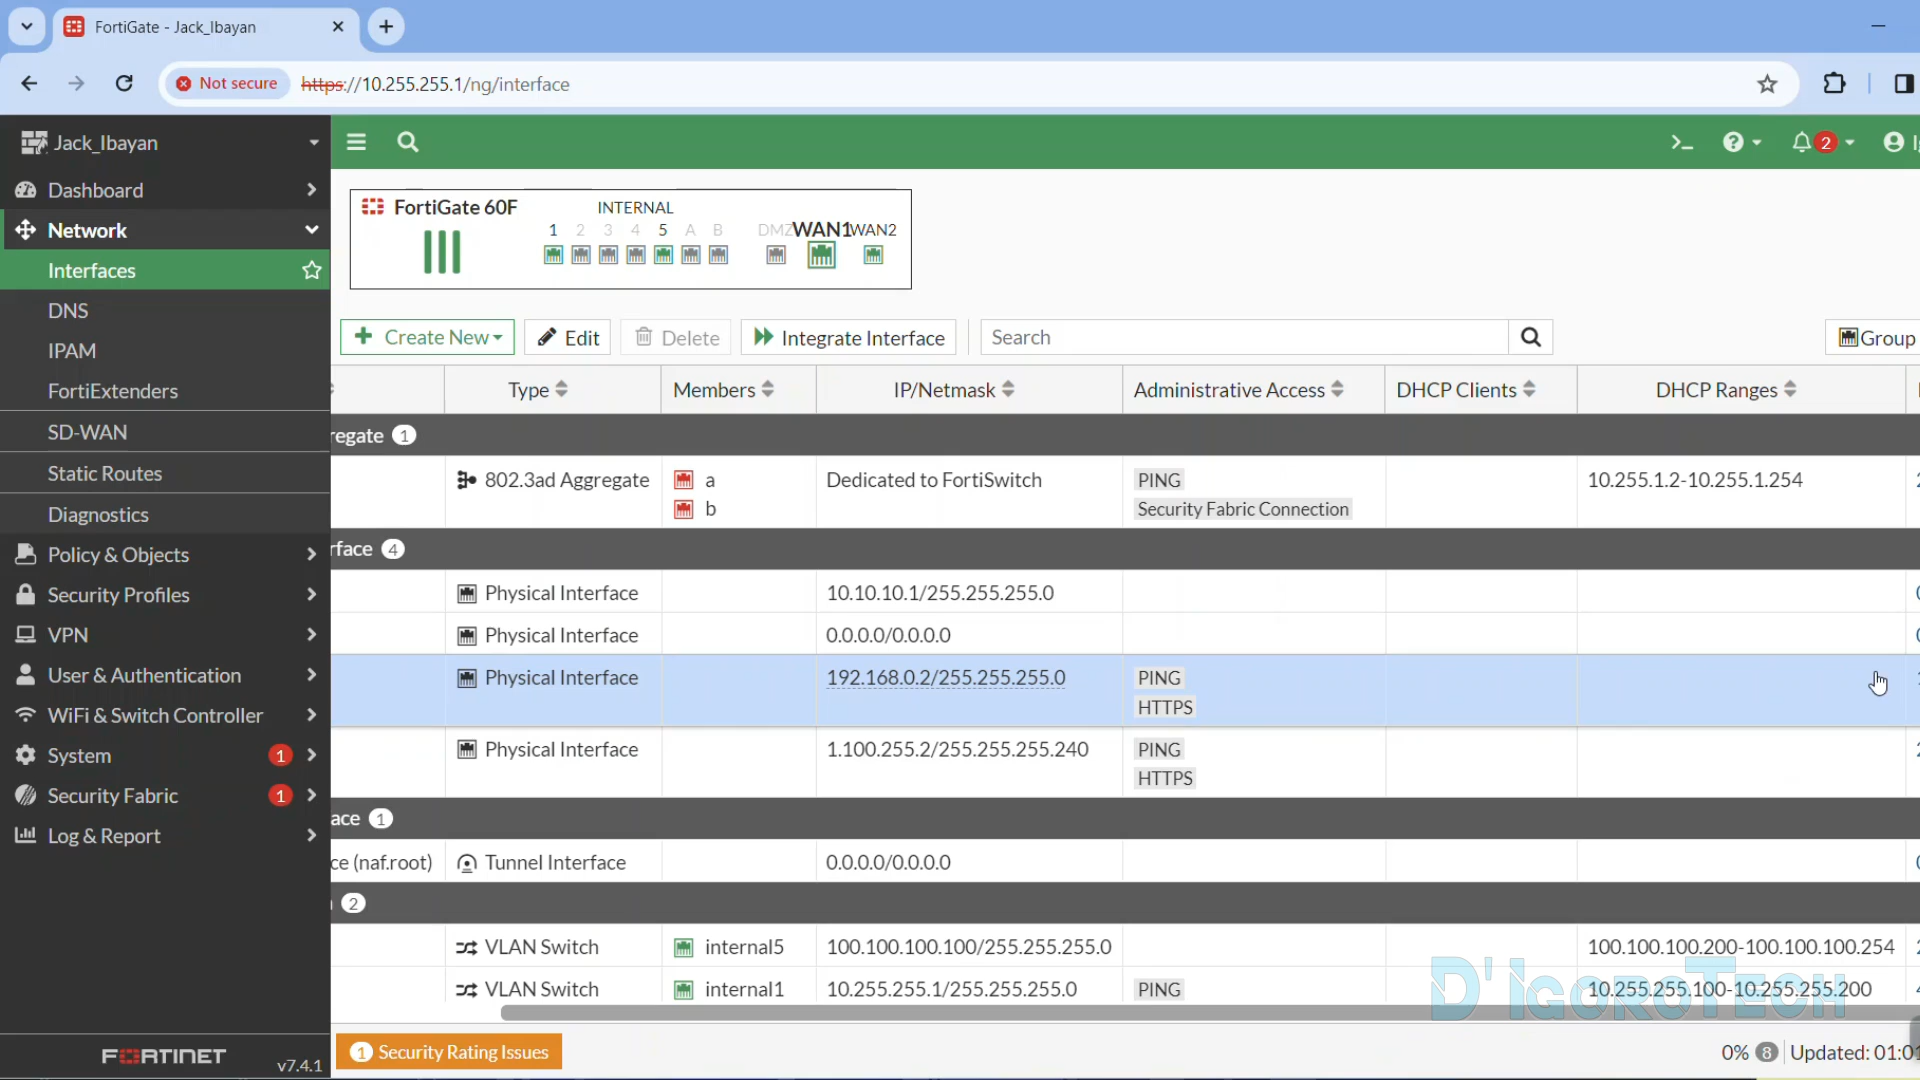 FortiGate - Jack_Ibayan
Not secure
https://10.255.255.1/ng/interface
Jack_Ibayan
2
Dashboard
Network
Interfaces
DNS
IPAM
FortiExtenders
SD-WAN
Static Routes
Diagnostics
Policy & Objects
Security Profiles
VPN
User & Authentication
WiFi & Switch Controller
System 1
Security Fabric 1
Log & Report
FORTINET
v7.4.1
FortiGate 60F
INTERNAL
1 2 3 4 5 A B DMZ WAN1 WAN2
Create New
Edit
Delete
Integrate Interface
Search
Group
Type Members IP/Netmask Administrative Access DHCP Clients DHCP Ranges
regate 1
802.3ad Aggregate a Dedicated to FortiSwitch PING 10.255.1.2-10.255.1.254
b Security Fabric Connection
rface 4
Physical Interface 10.10.10.1/255.255.255.0
Physical Interface 0.0.0.0/0.0.0.0
Physical Interface 192.168.0.2/255.255.255.0 PING
HTTPS
Physical Interface 1.100.255.2/255.255.255.240 PING
HTTPS
ace 1
ce (naf.root) Tunnel Interface 0.0.0.0/0.0.0.0
2
VLAN Switch internal5 100.100.100.100/255.255.255.0 100.100.100.200-100.100.100.254
VLAN Switch internal1 10.255.255.1/255.255.255.0 PING 10.255.255.100-10.255.255.200
D'IGOROTECH
1 Security Rating Issues
0% 8 Updated: 01:0